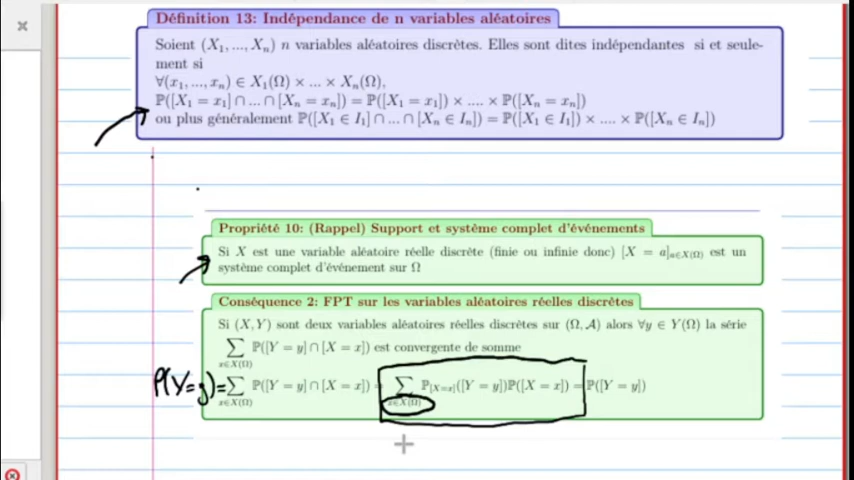 Définition 13: Indépendance de n variables aléatoires
Soient (X₁, ..., Xₙ) n variables aléatoires discrètes. Elles sont dites indépendantes si et seule-
ment si
∀(x₁, ..., xₙ) ∈ X₁(Ω) × ... × Xₙ(Ω),
ℙ([X₁ = x₁] ∩ ... ∩ [Xₙ = xₙ]) = ℙ([X₁ = x₁]) × .... × ℙ([Xₙ = xₙ])
ou plus généralement ℙ([X₁ ∈ I₁] ∩ ... ∩ [Xₙ ∈ Iₙ]) = ℙ([X₁ ∈ I₁]) × .... × ℙ([Xₙ ∈ Iₙ])
Propriété 10: (Rappel) Support et système complet d'événements
Si X est une variable aléatoire réelle discrète (finie ou infinie donc) [X = a]ₐ∈X(Ω) est un
système complet d'événement sur Ω
Conséquence 2: FPT sur les variables aléatoires réelles discrètes
Si (X, Y) sont deux variables aléatoires réelles discrètes sur (Ω, 𝒜) alors ∀y ∈ Y(Ω) la série
∑ ℙ([Y = y] ∩ [X = x]) est convergente de somme
x∈X(Ω)
P(Y=y)= ∑ ℙ([Y = y] ∩ [X = x]) = ∑ ℙ[X=x]([Y = y])ℙ([X = x]) = ℙ([Y = y])
x∈X(Ω) x∈X(Ω)